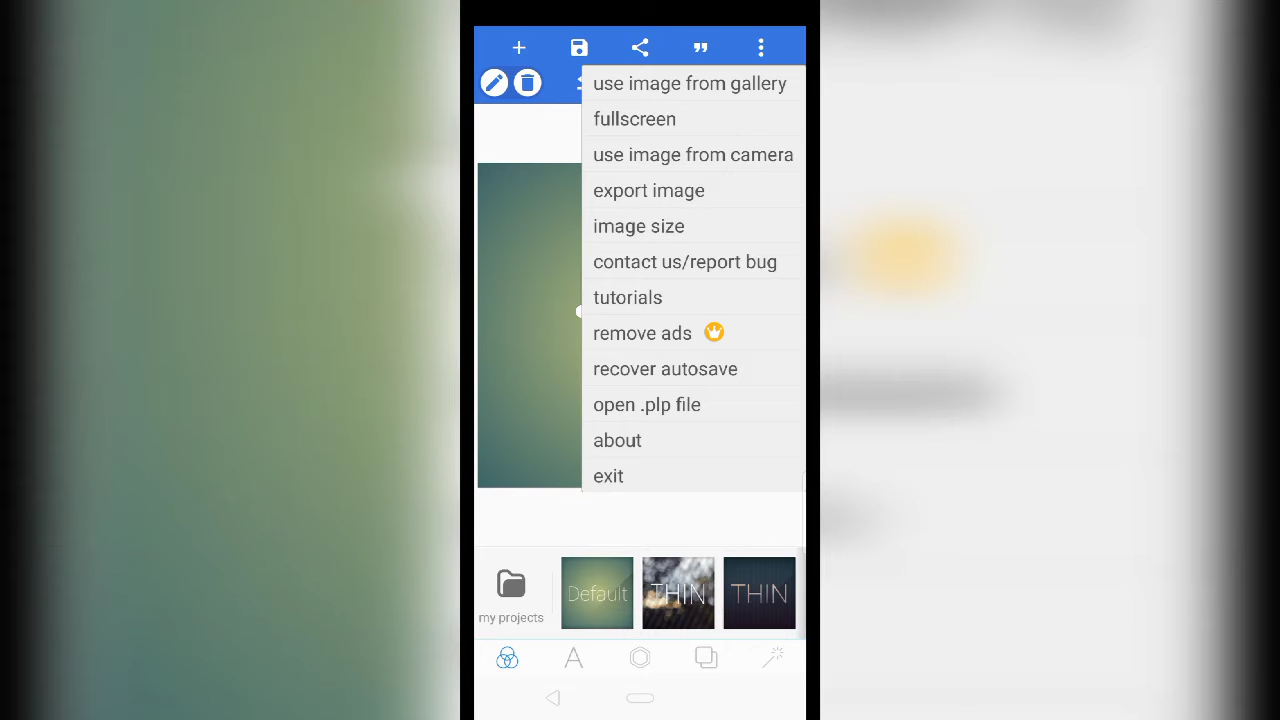 use image from gallery
fullscreen
use image from camera
export image
image size
contact us/report bug
tutorials
remove ads
recover autosave
open .plp file
about
exit
my projects
Default
THIN
THIN
A